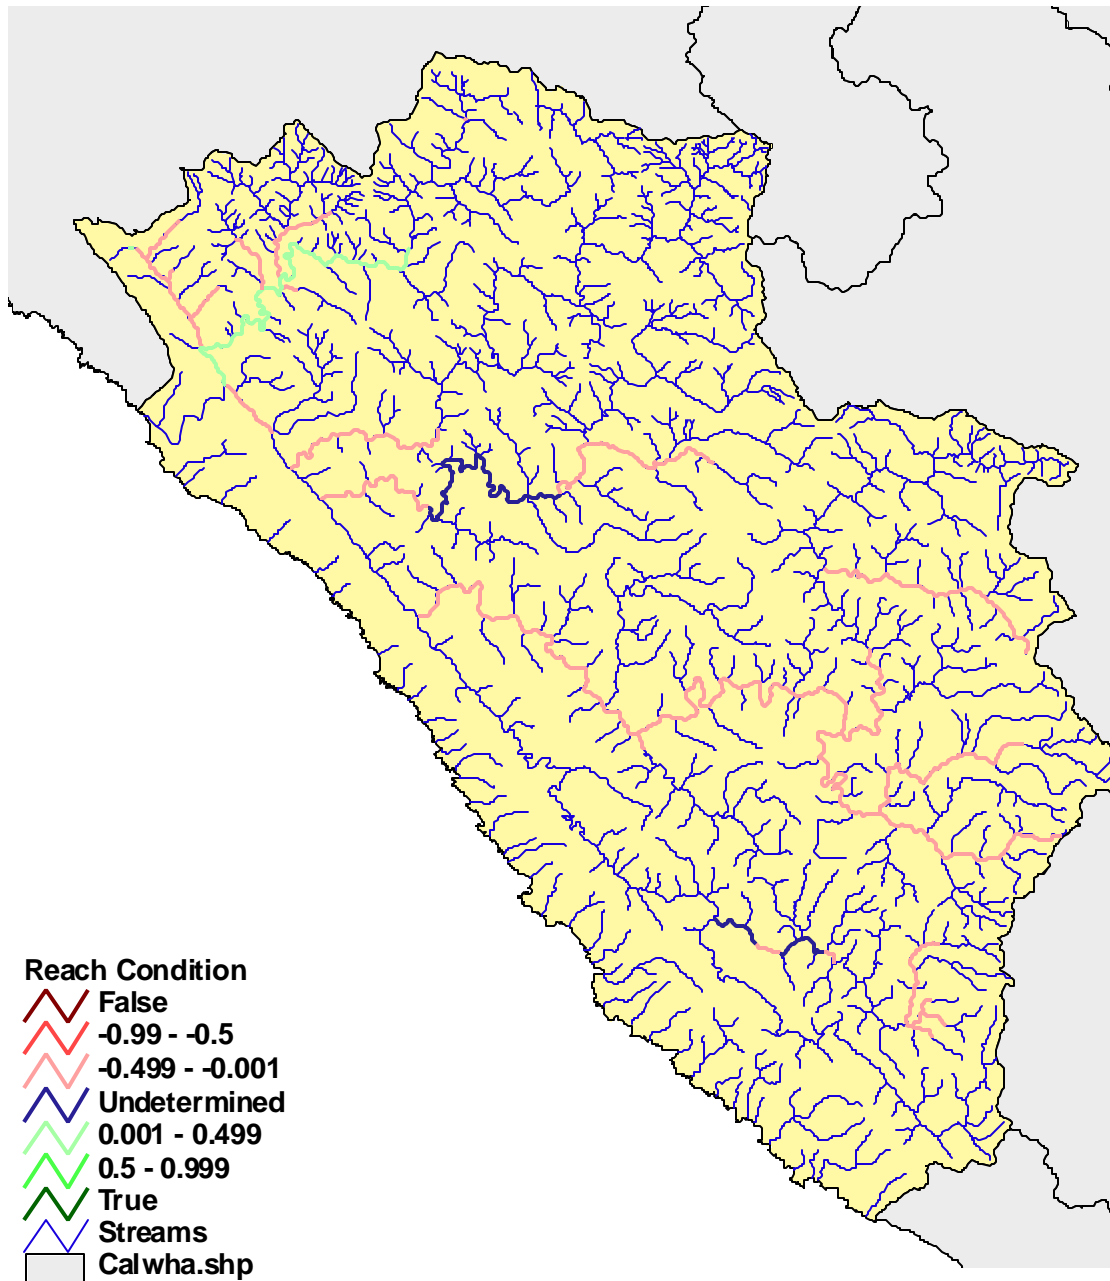 Reach Condition
False
-0.99 - -0.5
-0.499 - -0.001
Undetermined
0.001 - 0.499
0.5 - 0.999
True
Streams
Calwha.shp